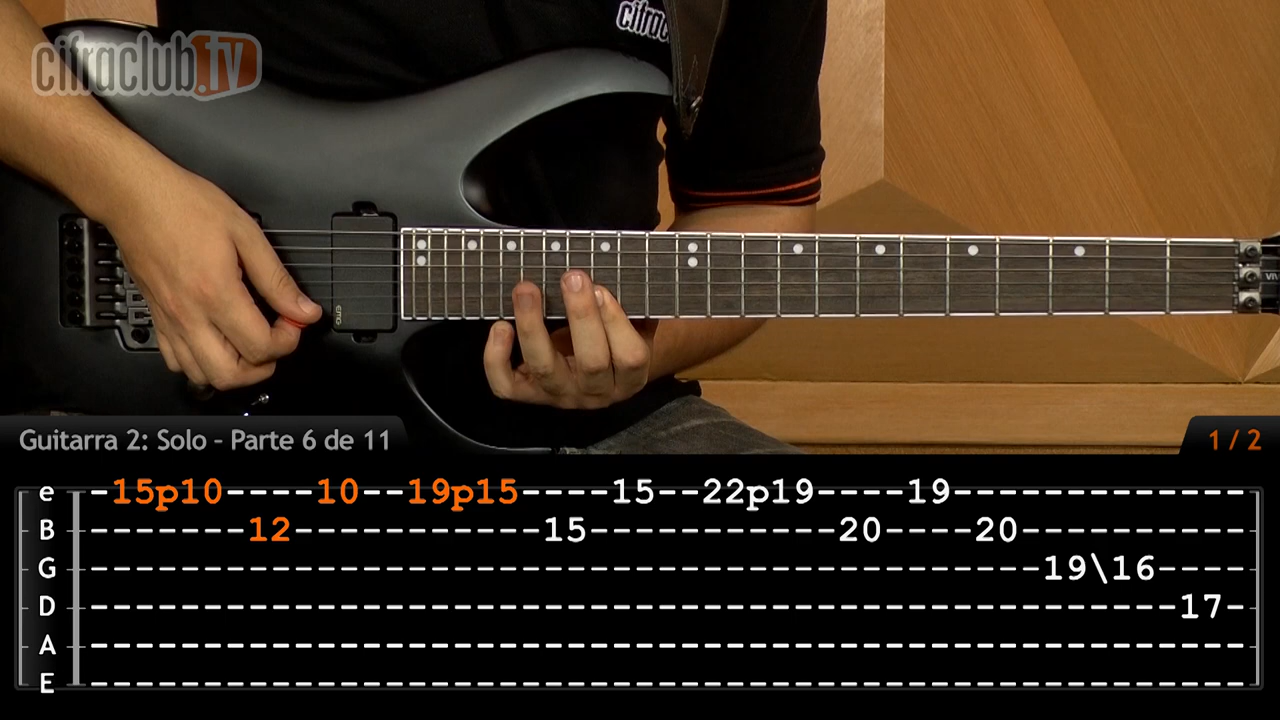 cifraclub.tv
cifrac
emg
Guitarra 2: Solo - Parte 6 de 11
1 / 2
e -15p10----10--19p15----15--22p19----19-------------
B -------12------------15------------20----20----------
G ------------------------------------------19\16----
D ------------------------------------------------17-
A ---------------------------------------------------
E ---------------------------------------------------